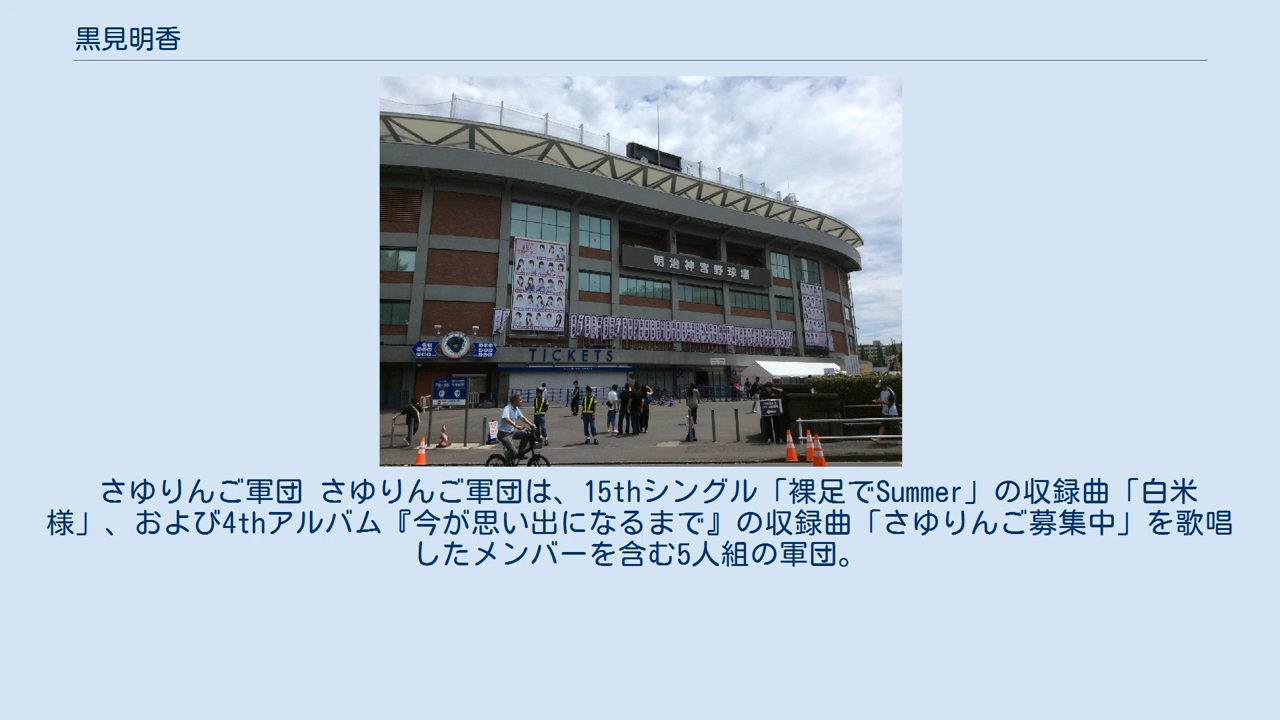 黒見明香
明治神宮野球場
TICKETS
さゆりんご軍団 さゆりんご軍団は、15thシングル「裸足でSummer」の収録曲「白米
様」、および4thアルバム『今が思い出になるまで』の収録曲「さゆりんご募集中」を歌唱
したメンバーを含む5人組の軍団。